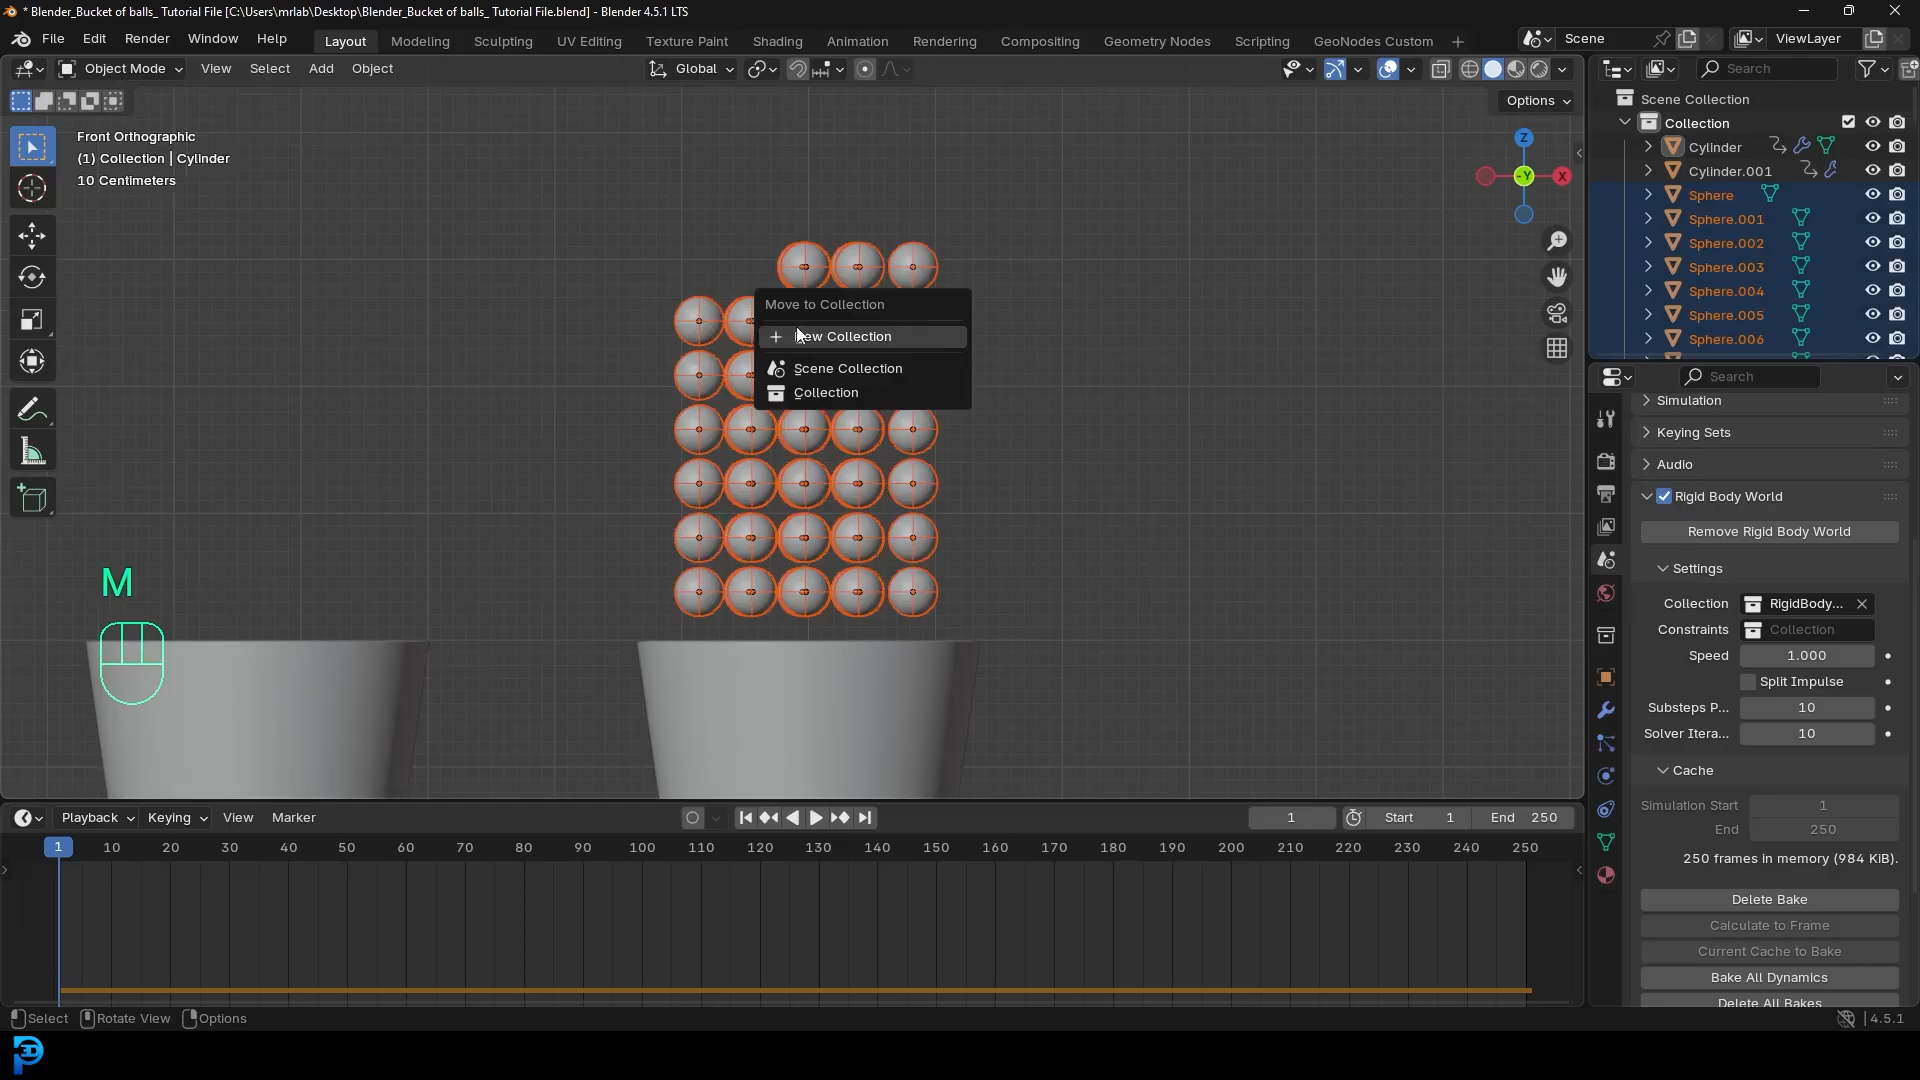 * Blender_Bucket of balls_ Tutorial File [C:\Users\mrlab\Desktop\Blender_Bucket of balls_ Tutorial File.blend] - Blender 4.5.1 LTS
File Edit Render Window Help
Layout Modeling Sculpting UV Editing Texture Paint Shading Animation Rendering Compositing Geometry Nodes Scripting GeoNodes Custom +
Scene
ViewLayer
Object Mode View Select Add Object
Global
Search
Options
Front Orthographic
(1) Collection | Cylinder
10 Centimeters
Z
-Y
X
Scene Collection
Collection
Cylinder
Cylinder.001
Sphere
Sphere.001
Sphere.002
Sphere.003
Sphere.004
Sphere.005
Sphere.006
Move to Collection
New Collection
Scene Collection
Collection
M
Search
Simulation
Keying Sets
Audio
Rigid Body World
Remove Rigid Body World
Settings
Collection RigidBody...
Constraints Collection
Speed 1.000
Split Impulse
Substeps P... 10
Solver Itera... 10
Cache
Simulation Start 1
End 250
250 frames in memory (984 KiB).
Delete Bake
Calculate to Frame
Current Cache to Bake
Bake All Dynamics
Delete All Bakes
Playback Keying View Marker
1 Start 1 End 250
1 10 20 30 40 50 60 70 80 90 100 110 120 130 140 150 160 170 180 190 200 210 220 230 240 250
Select Rotate View Options
4.5.1